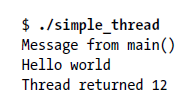 $ ./simple_thread
Message from main()
Hello world
Thread returned 12